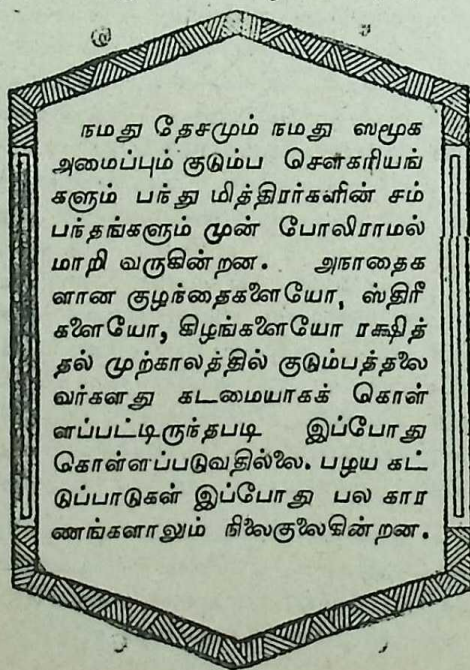 நமது தேசமும் நமது ஸமூக
அமைப்பும் குடும்ப சௌகரியங்
களும் பந்து மித்திரர்களின் சம்
பந்தங்களும் முன் போலிராமல்
மாறி வருகின்றன. அநாதைக
ளான குழந்தைகளையோ, ஸ்திரீ
களையோ, கிழங்களையோ ரக்ஷித்
தல் முற்காலத்தில் குடும்பத்தலை
வர்களது கடமையாகக் கொள்
ளப்பட்டிருந்தபடி இப்போது
கொள்ளப்படுவதில்லை. பழய கட்
டுப்பாடுகள் இப்போது பல கார
ணங்களாலும் நிலைகுலைகின்றன.